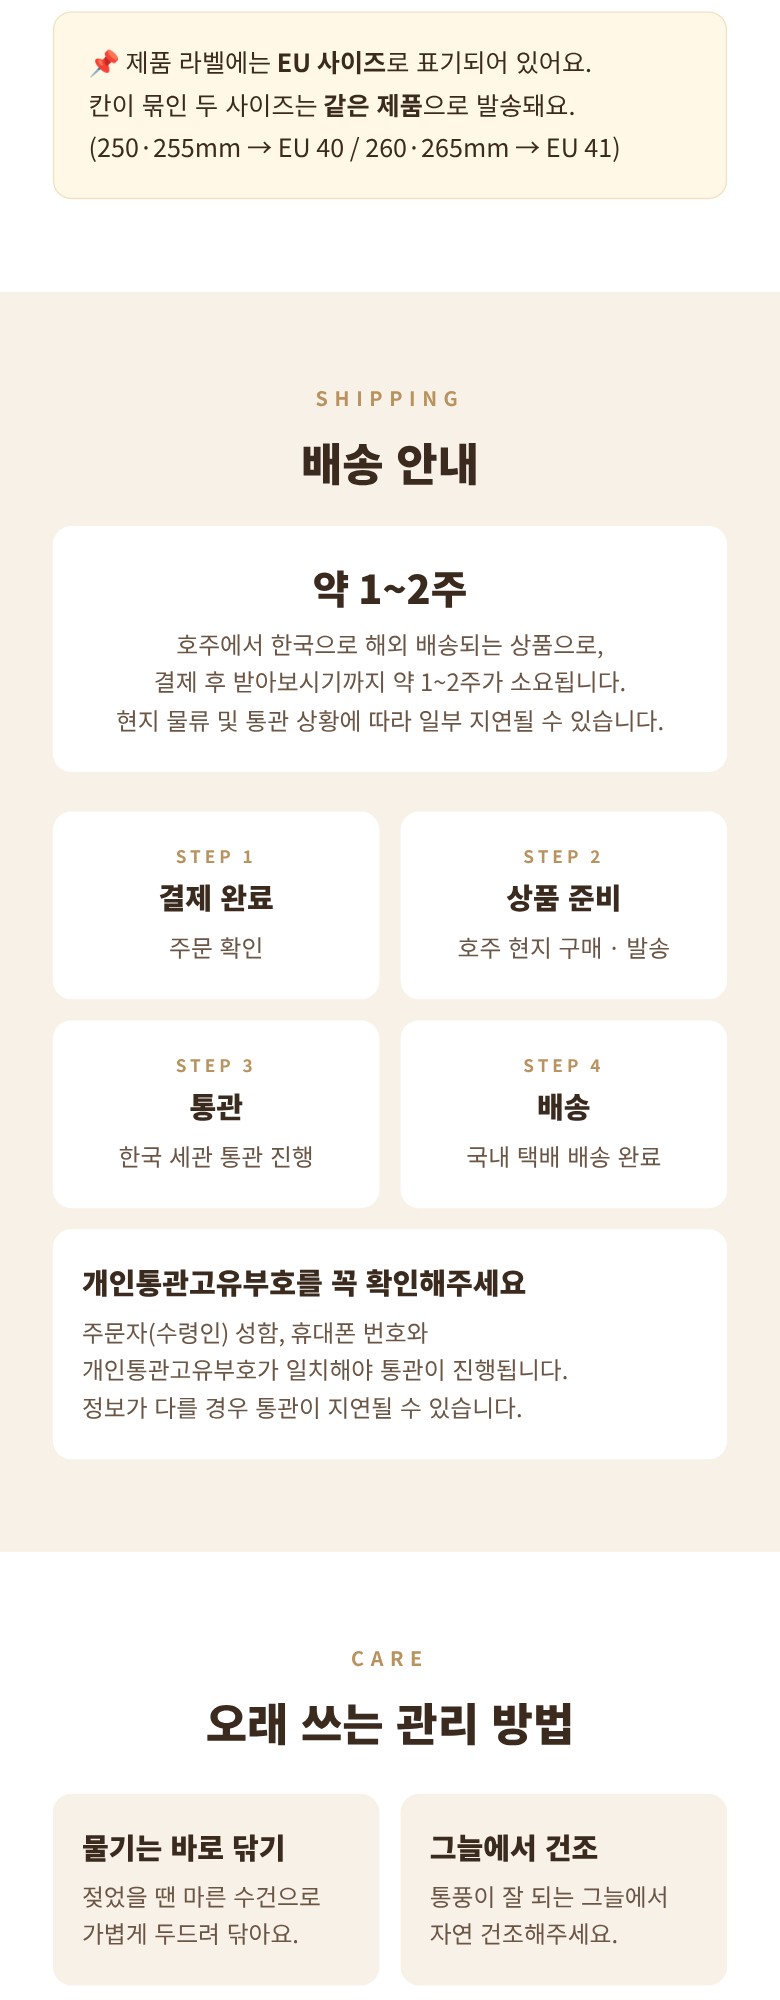 📌 제품 라벨에는 EU 사이즈로 표기되어 있어요.
칸이 묶인 두 사이즈는 같은 제품으로 발송돼요.
(250·255mm → EU 40 / 260·265mm → EU 41)
SHIPPING
배송 안내
약 1~2주
호주에서 한국으로 해외 배송되는 상품으로,
결제 후 받아보시기까지 약 1~2주가 소요됩니다.
현지 물류 및 통관 상황에 따라 일부 지연될 수 있습니다.
STEP 1
결제 완료
주문 확인
STEP 2
상품 준비
호주 현지 구매 · 발송
STEP 3
통관
한국 세관 통관 진행
STEP 4
배송
국내 택배 배송 완료
개인통관고유부호를 꼭 확인해주세요
주문자(수령인) 성함, 휴대폰 번호와
개인통관고유부호가 일치해야 통관이 진행됩니다.
정보가 다를 경우 통관이 지연될 수 있습니다.
CARE
오래 쓰는 관리 방법
물기는 바로 닦기
젖었을 땐 마른 수건으로
가볍게 두드려 닦아요.
그늘에서 건조
통풍이 잘 되는 그늘에서
자연 건조해주세요.